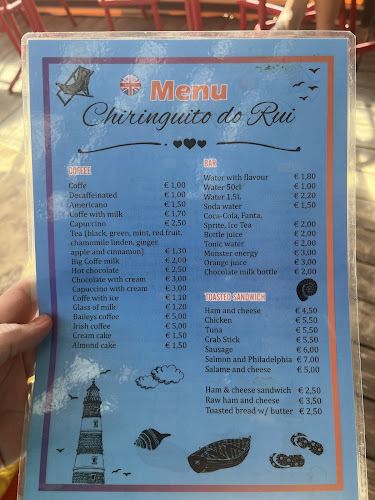 Menu
Chiringuito do Rui
COFFEE
Coffe € 1,00
Decaffeinated € 1,00
Americano € 1,50
Coffe with milk € 1,70
Capuccino € 2,50
Tea (black, green, mint, red fruit,
chamomile linden, ginger
apple and cinnamon) € 1,30
Big Coffe milk € 2,00
Hot chocolate € 2,50
Chocolate with cream € 3,00
Capuccino with cream € 3,00
Coffe with ice € 1,10
Glass of milk € 1,20
Baileys coffee € 5,00
Irish coffee € 5,00
Cream cake € 1,50
Almond cake € 1,50
BAR
Water with flavour € 1,80
Water 50cl € 1,00
Water 1,5L € 2,20
Soda water € 1,50
Coca-Cola, Fanta,
Sprite, Ice Tea € 2,00
Bottle juice € 2,00
Tonic water € 2,00
Monster energy € 3,00
Orange juice € 3,00
Chocolate milk bottle € 2,00
TOASTED SANDWICH
Ham and cheese € 4,50
Chicken € 5,50
Tuna € 5,50
Crab Stick € 5,50
Sausage € 6,00
Salmon and Philadelphia € 7,00
Salame and cheese € 5,00
Ham & cheese sandwich € 2,50
Raw ham and cheese € 3,50
Toasted bread w/ butter € 2,50